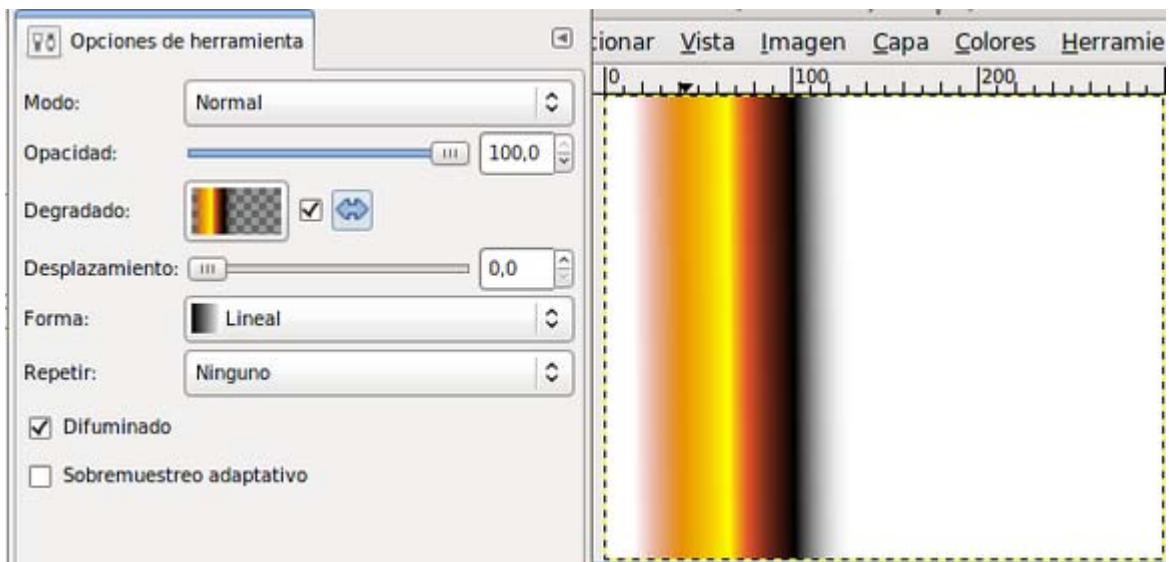 Opciones de herramienta
Modo: Normal
Opacidad: 100,0
Degradado:
Desplazamiento: 0,0
Forma: Lineal
Repetir: Ninguno
Difuminado
Sobremuestreo adaptativo
cionar Vista Imagen Capa Colores Herramie
0 100 200